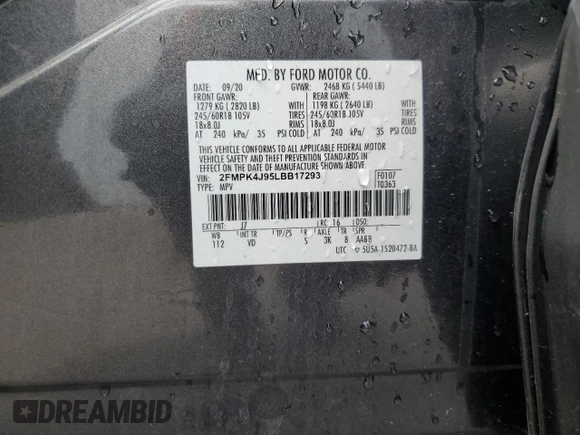 MFD. BY FORD MOTOR CO.
DATE: 09/20 GVWR: 2468 KG ( 5440 LB)
FRONT GAWR: REAR GAWR:
1279 KG ( 2820 LB) WITH 1198 KG ( 2640 LB) WITH
245/60R18 105V TIRES 245/60R18 105V TIRES
18x8.0J RIMS 18x8.0J RIMS
AT 240 kPa/ 35 PSI COLD AT 240 kPa/ 35 PSI COLD
THIS VEHICLE CONFORMS TO ALL APPLICABLE FEDERAL MOTOR
VEHICLE SAFETY AND THEFT PREVENTION STANDARDS IN
EFFECT ON THE DATE OF MANUFACTURE SHOWN ABOVE.
VIN: 2FMPK4J95LBB17293 F0107
TYPE: MPV T0363
EXT PNT: J7 RC: 16 DSO:
WB INT TR TP/PS R AXLE TR SPR
112 VD S 3K 8 AABB
UTC 5U5A-1520472-BA
DREAMBID